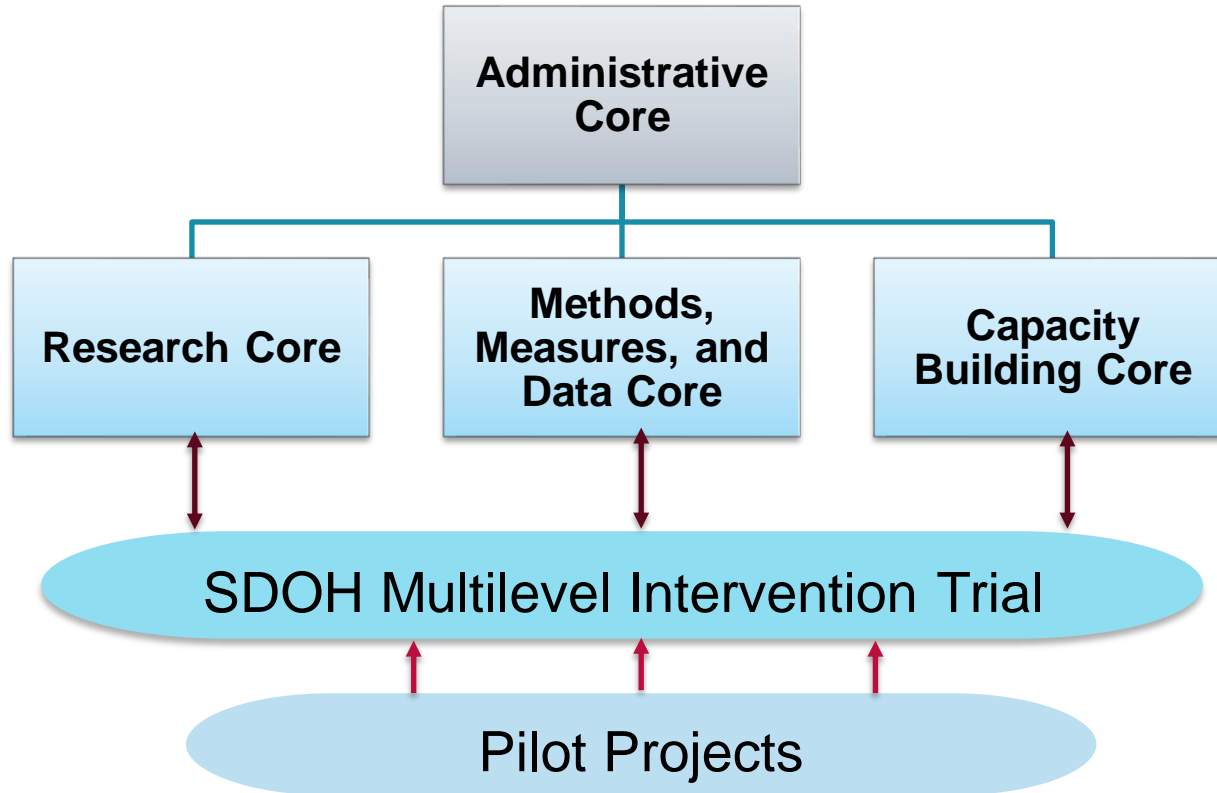 Administrative
Core
Research Core
Methods,
Measures, and
Data Core
Capacity
Building Core
SDOH Multilevel Intervention Trial
Pilot Projects